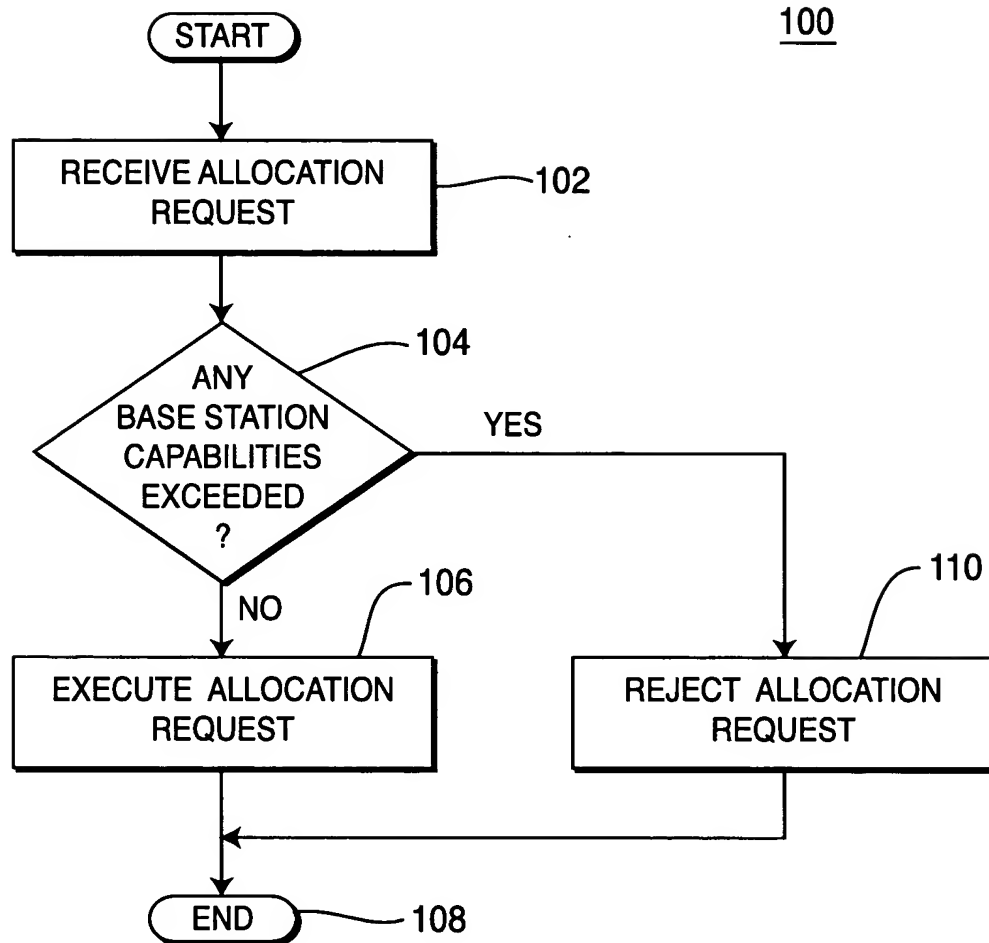 START
100
RECEIVE ALLOCATION
REQUEST
102
104
ANY
BASE STATION
CAPABILITIES
EXCEEDED
?
YES
NO
106
110
EXECUTE ALLOCATION
REQUEST
REJECT ALLOCATION
REQUEST
END
108